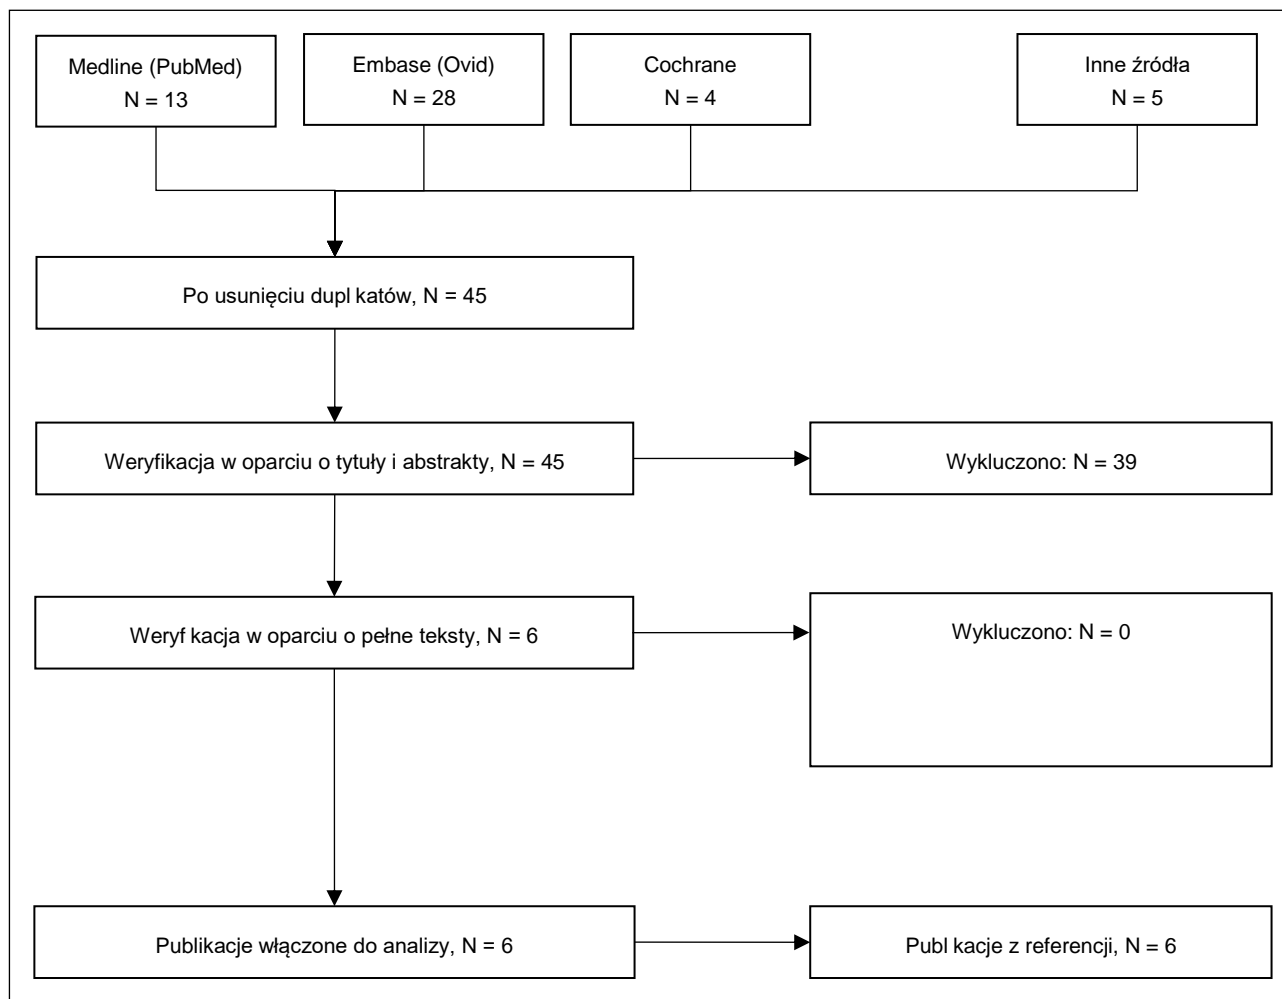 Medline (PubMed)
N = 13
Embase (Ovid)
N = 28
Cochrane
N = 4
Inne źródła
N = 5
Po usunięciu dupl katów, N = 45
Weryfikacja w oparciu o tytuły i abstrakty, N = 45
Wykluczono: N = 39
Weryf kacja w oparciu o pełne teksty, N = 6
Wykluczono: N = 0
Publikacje włączone do analizy, N = 6
Publ kacje z referencji, N = 6